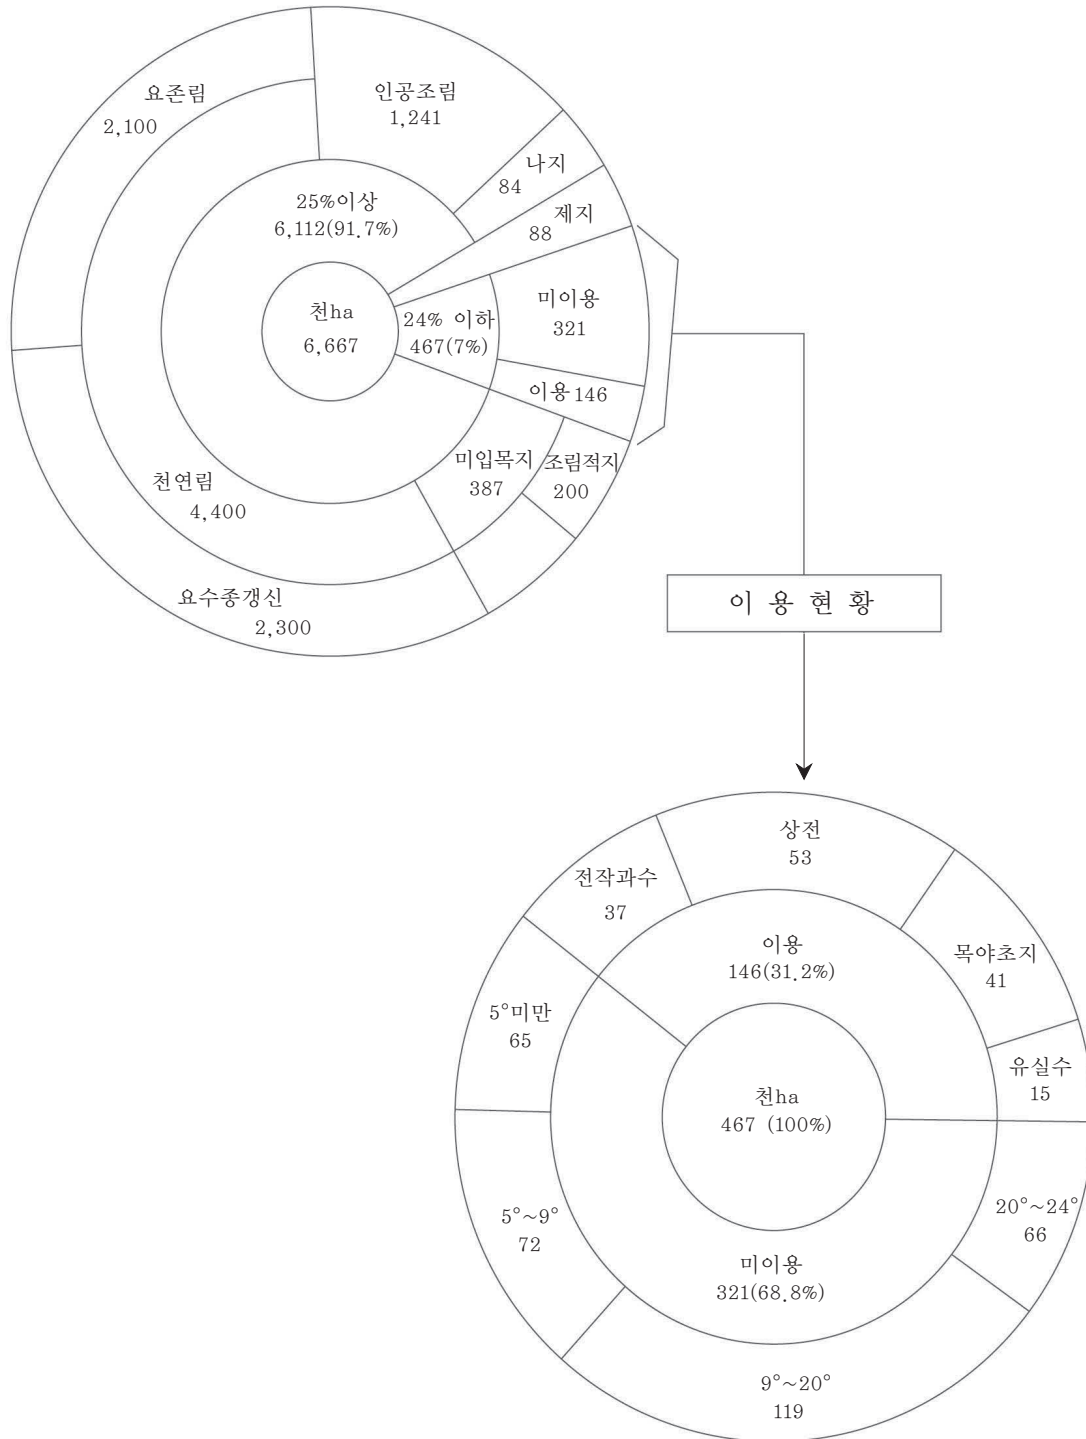 요존림
2,100
인공조림
1,241
나지
84
제지
88
25%이상
6,112(91.7%)
천ha
6,667
24% 이하
467(7%)
미이용
321
이용 146
미입목지
387
조림적지
200
천연림
4,400
요수종갱신
2,300
이 용 현 황
상전
53
전작과수
37
목야초지
41
이용
146(31.2%)
5°미만
65
유실수
15
천ha
467 (100%)
5°~9°
72
20°~24°
66
미이용
321(68.8%)
9°~20°
119